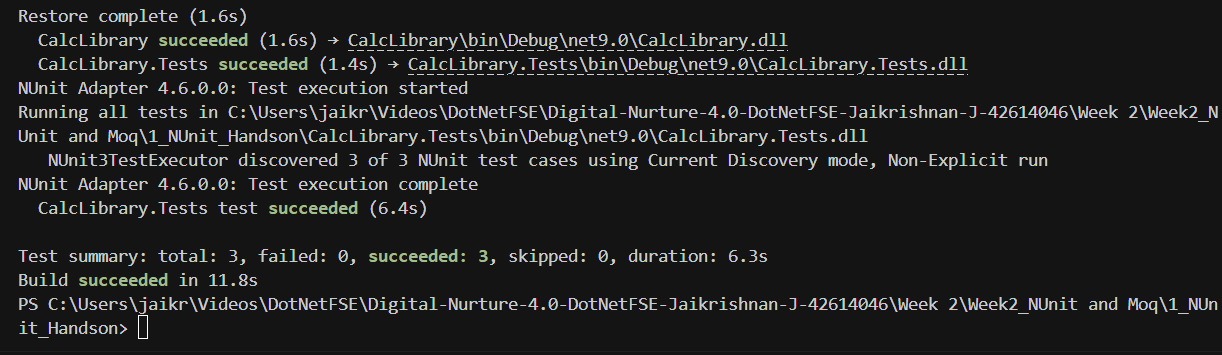 Restore complete (1.6s)
CalcLibrary succeeded (1.6s) → CalcLibrary\bin\Debug\net9.0\CalcLibrary.dll
CalcLibrary.Tests succeeded (1.4s) → CalcLibrary.Tests\bin\Debug\net9.0\CalcLibrary.Tests.dll
NUnit Adapter 4.6.0.0: Test execution started
Running all tests in C:\Users\jaikr\Videos\DotNetFSE\Digital-Nurture-4.0-DotNetFSE-Jaikrishnan-J-42614046\Week 2\Week2_N
Unit and Moq\1_NUnit_Handson\CalcLibrary.Tests\bin\Debug\net9.0\CalcLibrary.Tests.dll
NUnit3TestExecutor discovered 3 of 3 NUnit test cases using Current Discovery mode, Non-Explicit run
NUnit Adapter 4.6.0.0: Test execution complete
CalcLibrary.Tests test succeeded (6.4s)
Test summary: total: 3, failed: 0, succeeded: 3, skipped: 0, duration: 6.3s
Build succeeded in 11.8s
PS C:\Users\jaikr\Videos\DotNetFSE\Digital-Nurture-4.0-DotNetFSE-Jaikrishnan-J-42614046\Week 2\Week2_NUnit and Moq\1_NUn
it_Handson>